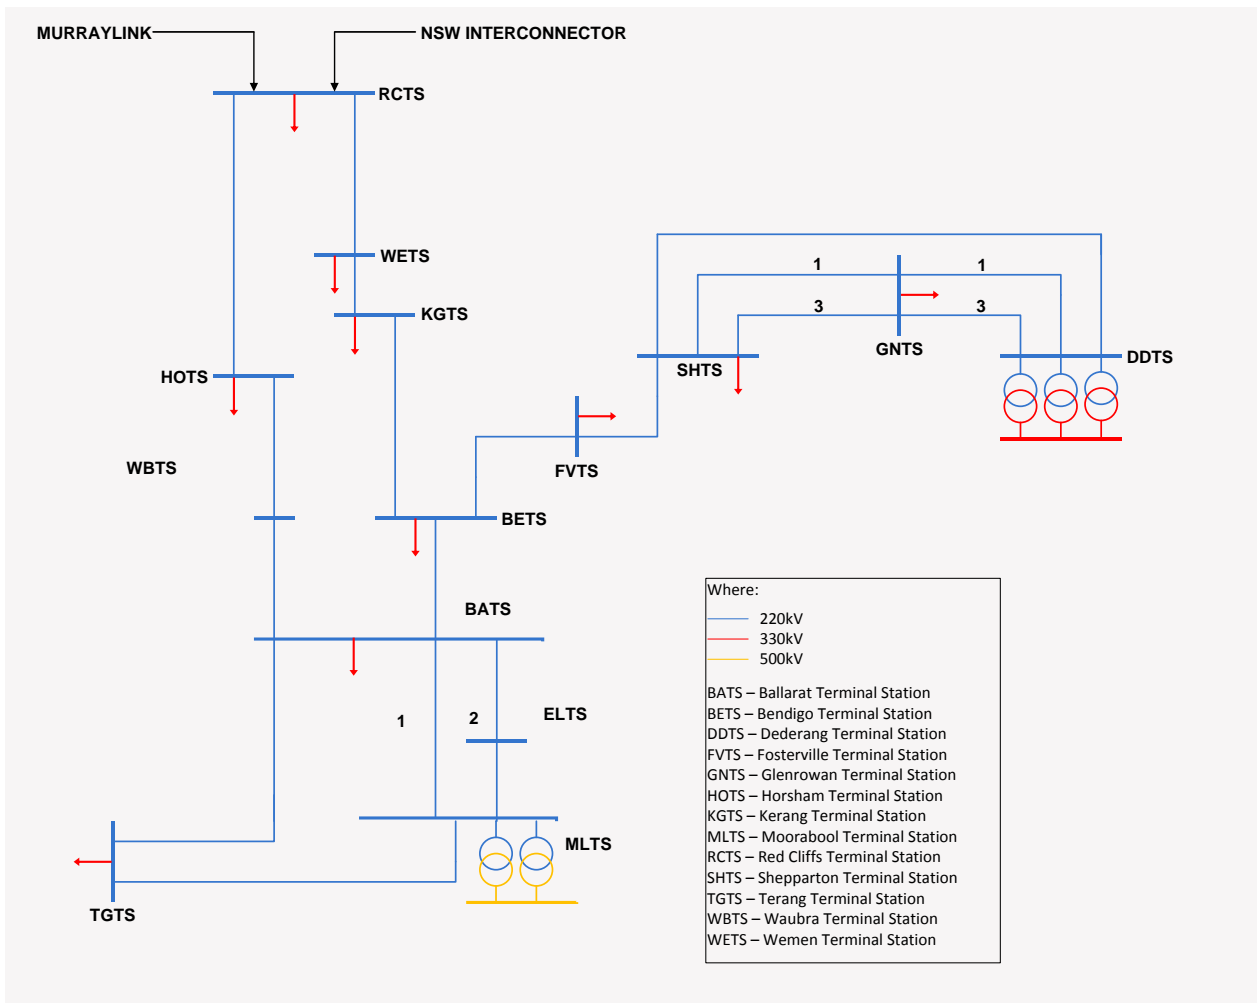 MURRAYLINK
NSW INTERCONNECTOR
RCTS
WETS
KGTS
HOTS
WBTS
1
1
3
3
GNTS
SHTS
DDTS
FVTS
BETS
BATS
1
2
ELTS
MLTS
TGTS
Where:
220kV
330kV
500kV
BATS – Ballarat Terminal Station
BETS – Bendigo Terminal Station
DDTS – Dederang Terminal Station
FVTS – Fosterville Terminal Station
GNTS – Glenrowan Terminal Station
HOTS – Horsham Terminal Station
KGTS – Kerang Terminal Station
MLTS – Moorabool Terminal Station
RCTS – Red Cliffs Terminal Station
SHTS – Shepparton Terminal Station
TGTS – Terang Terminal Station
WBTS – Waubra Terminal Station
WETS – Wemen Terminal Station